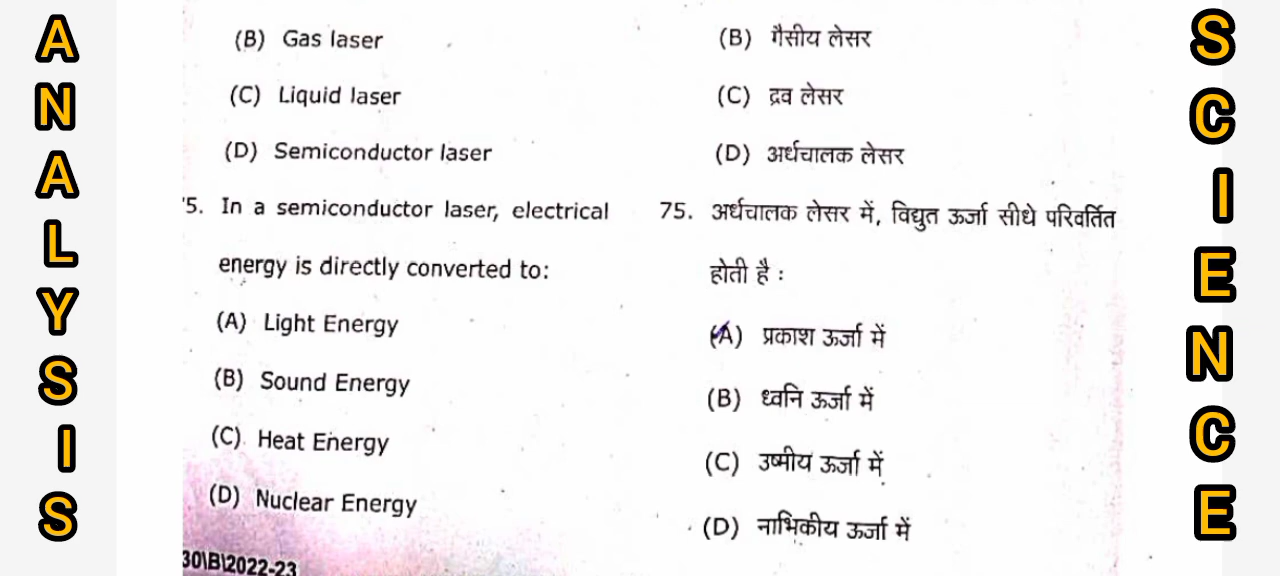 ANALYSIS
(B) Gas laser
(C) Liquid laser
(D) Semiconductor laser
'5. In a semiconductor laser, electrical
energy is directly converted to:
(A) Light Energy
(B) Sound Energy
(C) Heat Energy
(D) Nuclear Energy
30\B\2022-23
(B) गैसीय लेसर
(C) द्रव लेसर
(D) अर्धचालक लेसर
75. अर्धचालक लेसर में, विद्युत ऊर्जा सीधे परिवर्तित
होती है :
(A) प्रकाश ऊर्जा में
(B) ध्वनि ऊर्जा में
(C) उष्मीय ऊर्जा में
(D) नाभिकीय ऊर्जा में
SCIENCE